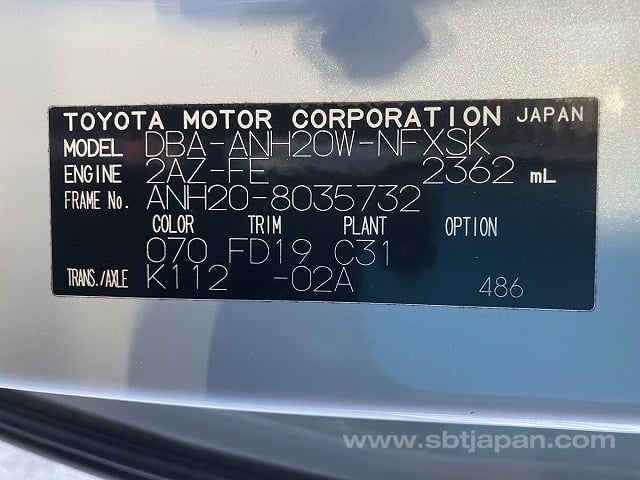 TOYOTA MOTOR CORPORATION JAPAN
MODEL DBA-ANH20W-NFXSK
ENGINE 2AZ-FE 2362 mL
FRAME No. ANH20-8035732
COLOR TRIM PLANT OPTION
070 FD19 C31
TRANS./AXLE K112 -02A 486
www.sbtjapan.com